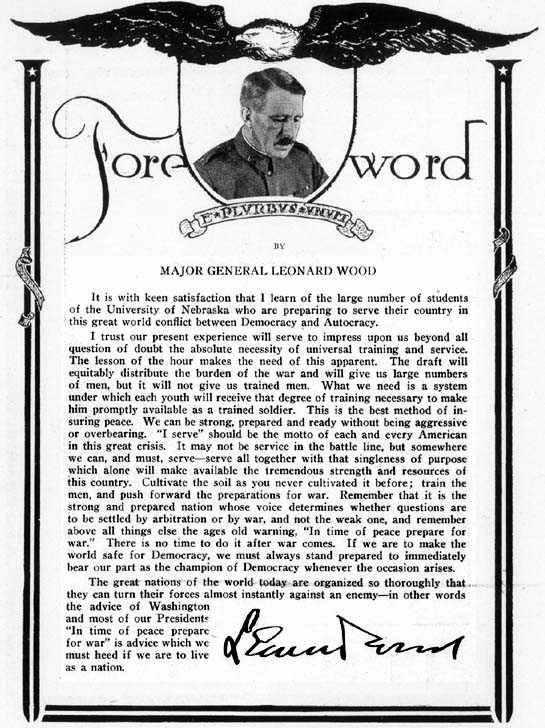 Foreword
E * PLVRBVS * VNVM
BY
MAJOR GENERAL LEONARD WOOD
It is with keen satisfaction that I learn of the large number of students
of the University of Nebraska who are preparing to serve their country in
this great world conflict between Democracy and Autocracy.
I trust our present experience will serve to impress upon us beyond all
question of doubt the absolute necessity of universal training and service.
The lesson of the hour makes the need of this apparent. The draft will
equitably distribute the burden of the war and will give us large numbers
of men, but it will not give us trained men. What we need is a system
under which each youth will receive that degree of training necessary to make
him promptly available as a trained soldier. This is the best method of in-
suring peace. We can be strong, prepared and ready without being aggressive
or overbearing. "I serve" should be the motto of each and every American
in this great crisis. It may not be service in the battle line, but somewhere
we can, and must, serve—serve all together with that singleness of purpose
which alone will make available the tremendous strength and resources of
this country. Cultivate the soil as you never cultivated it before; train the
men, and push forward the preparations for war. Remember that it is the
strong and prepared nation whose voice determines whether questions are
to be settled by arbitration or by war, and not the weak one, and remember
above all things else the ages old warning, "In time of peace prepare for
war." There is no time to do it after war comes. If we are to make the
world safe for Democracy, we must always stand prepared to immediately
bear our part as the champion of Democracy whenever the occasion arises.
The great nations of the world today are organized so thoroughly that
they can turn their forces almost instantly against an enemy—in other words
the advice of Washington
and most of our Presidents
"In time of peace prepare
for war" is advice which we
must heed if we are to live
as a nation.
Leonard Wood